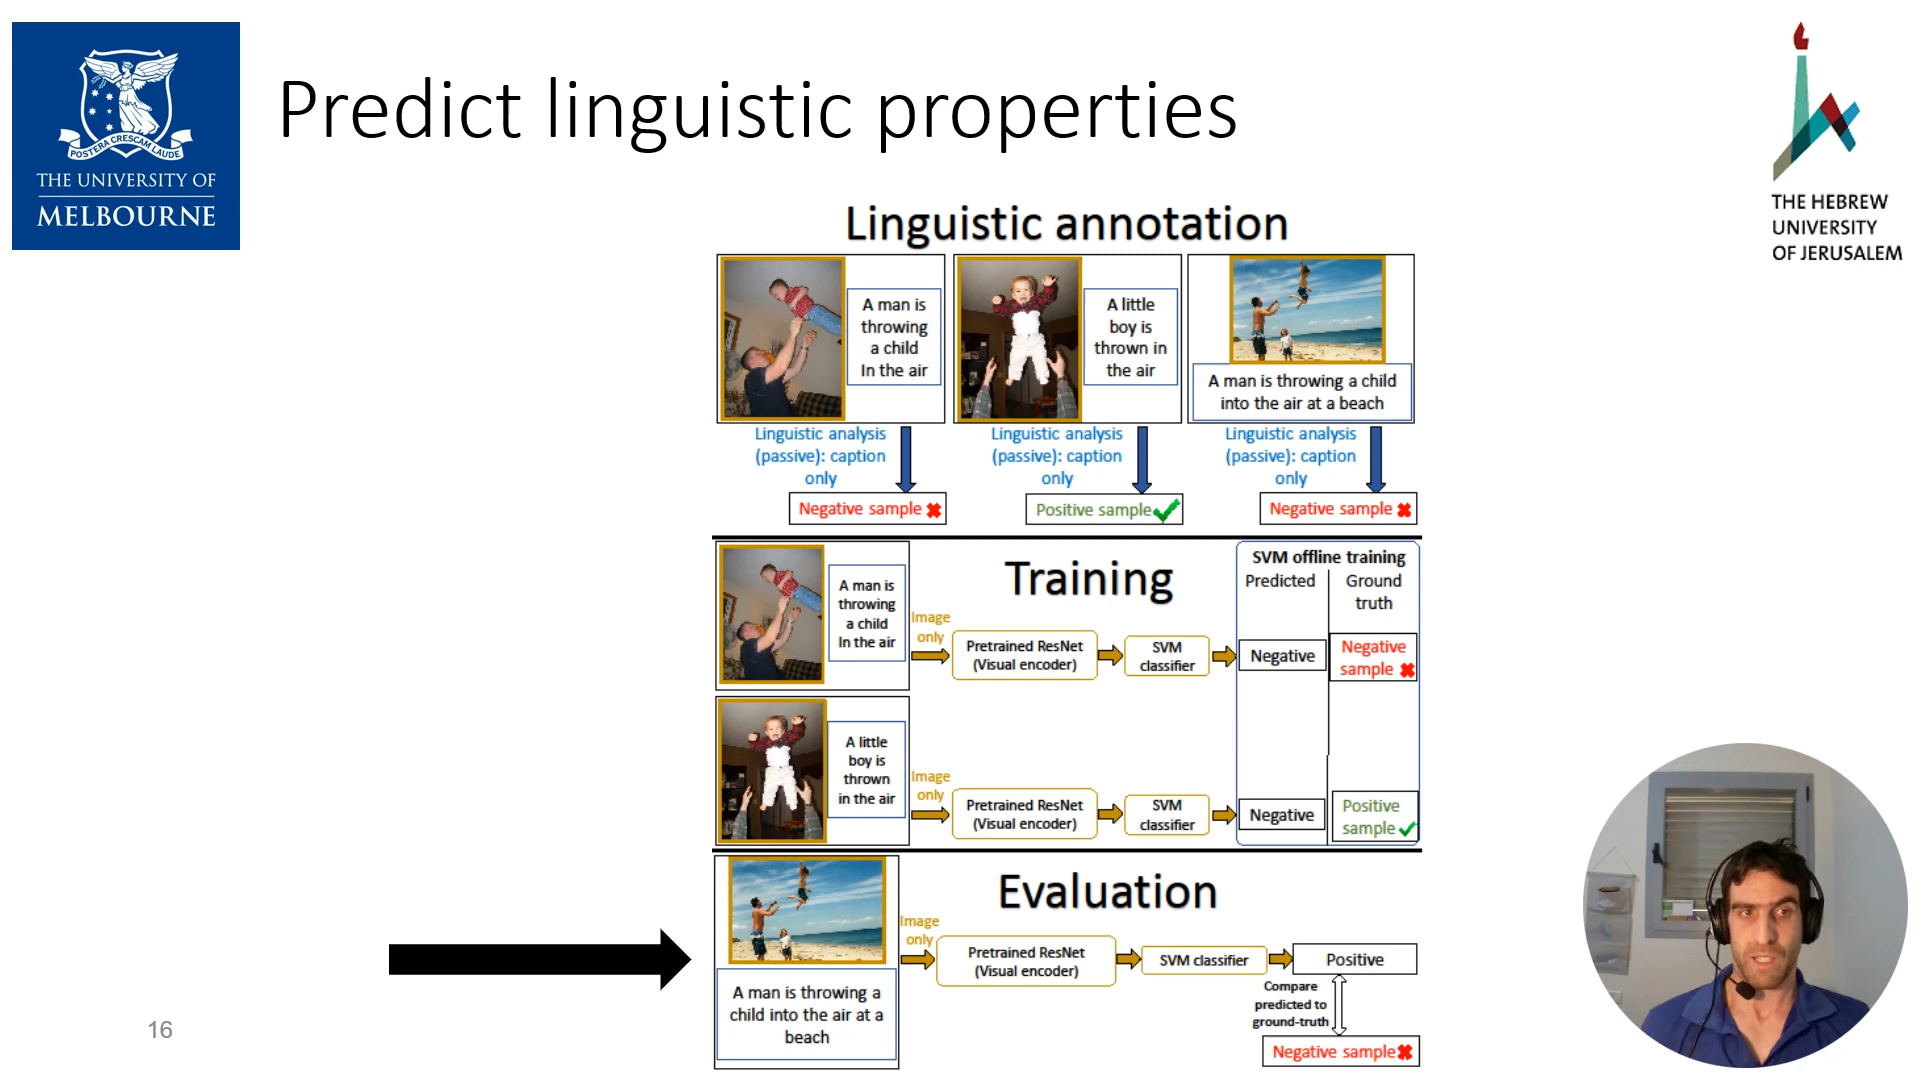 POSTERA CRESCAM LAUDE
THE UNIVERSITY OF
MELBOURNE
Predict linguistic properties
THE HEBREW
UNIVERSITY
OF JERUSALEM
Linguistic annotation
A man is
throwing
a child
In the air
A little
boy is
thrown in
the air
A man is throwing a child
into the air at a beach
Linguistic analysis
(passive): caption
only
Negative sample
Linguistic analysis
(passive): caption
only
Positive sample
Linguistic analysis
(passive): caption
only
Negative sample
Training
SVM offline training
Predicted
Ground
truth
A man is
throwing
a child
In the air
Image
only
Pretrained ResNet
(Visual encoder)
SVM
classifier
Negative
Negative
sample
A little
boy is
thrown
in the air
Image
only
Pretrained ResNet
(Visual encoder)
SVM
classifier
Negative
Positive
sample
Evaluation
A man is throwing a
child into the air at a
beach
Image
only
Pretrained ResNet
(Visual encoder)
SVM classifier
Positive
Compare
predicted to
ground-truth
Negative sample
16